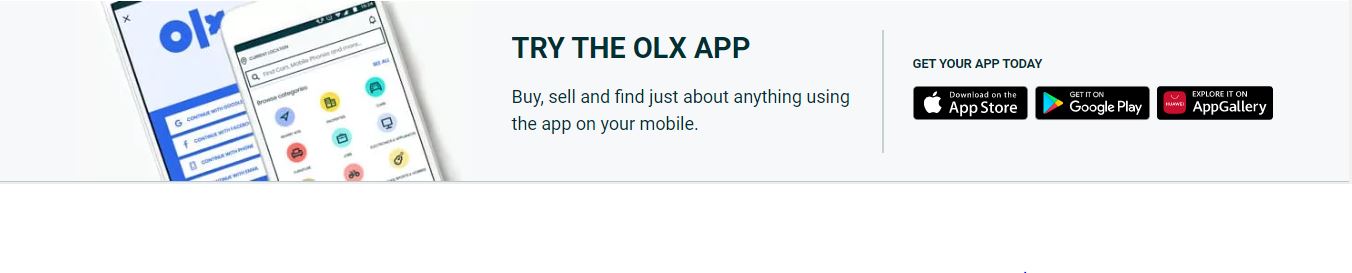 olx
CONTINUE WITH GOOGLE
CONTINUE WITH FACEBOOK
CONTINUE WITH PHONE
CONTINUE WITH EMAIL
CURRENT LOCATION
Find Cars, Mobile Phones and more...
Browse categories
SEE ALL
PROPERTIES
CARS
FURNITURE
JOBS
TRY THE OLX APP
Buy, sell and find just about anything using
the app on your mobile.
GET YOUR APP TODAY
Download on the
App Store
GET IT ON
Google Play
HUAWEI
EXPLORE IT ON
AppGallery